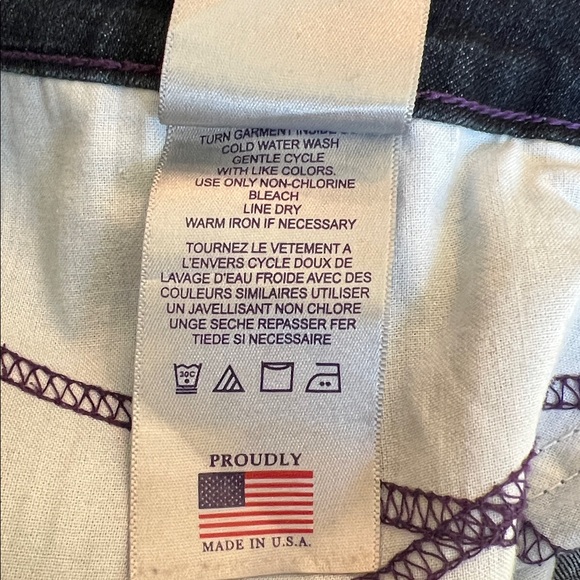 TURN GARMENT INSIDE
COLD WATER WASH
GENTLE CYCLE
WITH LIKE COLORS.
USE ONLY NON-CHLORINE
BLEACH
LINE DRY
WARM IRON IF NECESSARY
TOURNEZ LE VETEMENT A
L'ENVERS CYCLE DOUX DE
LAVAGE D'EAU FROIDE AVEC DES
COULEURS SIMILAIRES UTILISER
UN JAVELLISANT NON CHLORE
UNGE SECHE REPASSER FER
TIEDE SI NECESSAIRE
30C
PROUDLY
MADE IN U.S.A.